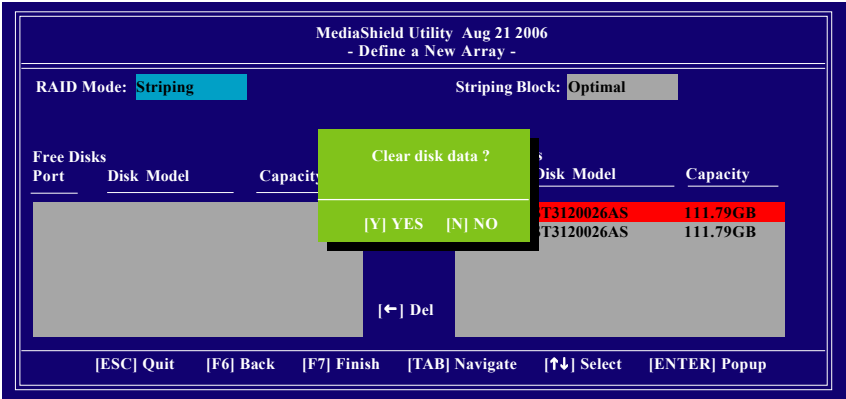 MediaShield Utility Aug 21 2006
- Define a New Array -
RAID Mode: Striping
Striping Block: Optimal
Clear disk data ?
[Y] YES [N] NO
Free Disks
Port Disk Model Capacity
Disk Model Capacity
ST3120026AS 111.79GB
ST3120026AS 111.79GB
[←] Del
[ESC] Quit [F6] Back [F7] Finish [TAB] Navigate [↑↓] Select [ENTER] Popup